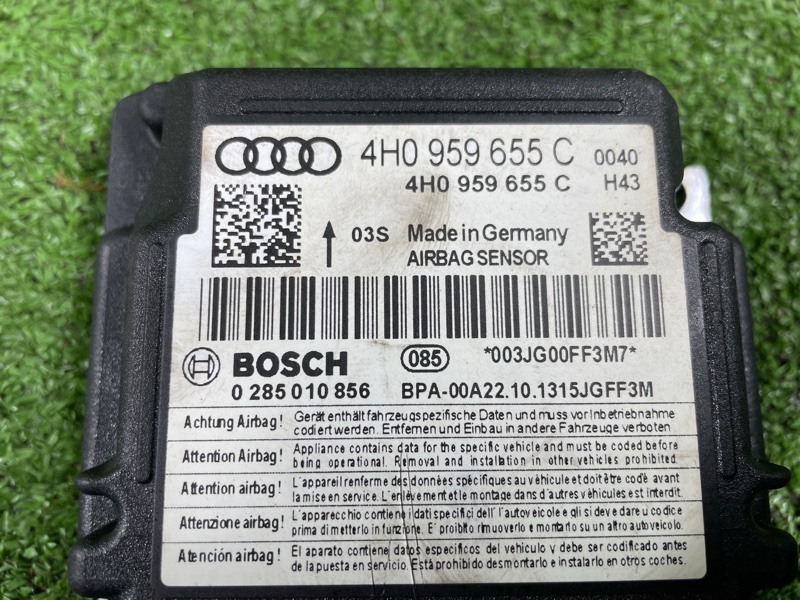 4H0 959 655 C 0040
4H0 959 655 C H43
03S Made in Germany
AIRBAG SENSOR
BOSCH 085 *003JG00FF3M7*
0 285 010 856 BPA-00A22.10.1315JGFF3M
Achtung Airbag! Gerät enthält fahrzeugspezifische Daten und muss vor Inbetriebnahme
codiert werden. Entfernen und Einbau in andere Fahrzeuge verboten
Attention Airbag! Appliance contains data for the specific vehicle and must be coded before
being operational. Removal and installation in other vehicles prohibited.
Attention airbag! L'appareil renferme des données spécifiques au véhicule et doit être codé avant
la mise en service. L'enlèvement et le montage dans d'autres véhicules est interdit.
Attenzione airbag! L'apparecchio contiene i dati specifici dell'autoveicolo e gli si deve dare u codice
prima di metterlo in funzione. E' proibito rimuoverlo e montarlo su un altro autoveicolo.
Atención airbag! El aparato contiene datos especificos del vehiculo y debe ser codificado antes
de la puesta en servicio. Está prohibido desmontarlo e instalarlo en otros coches.